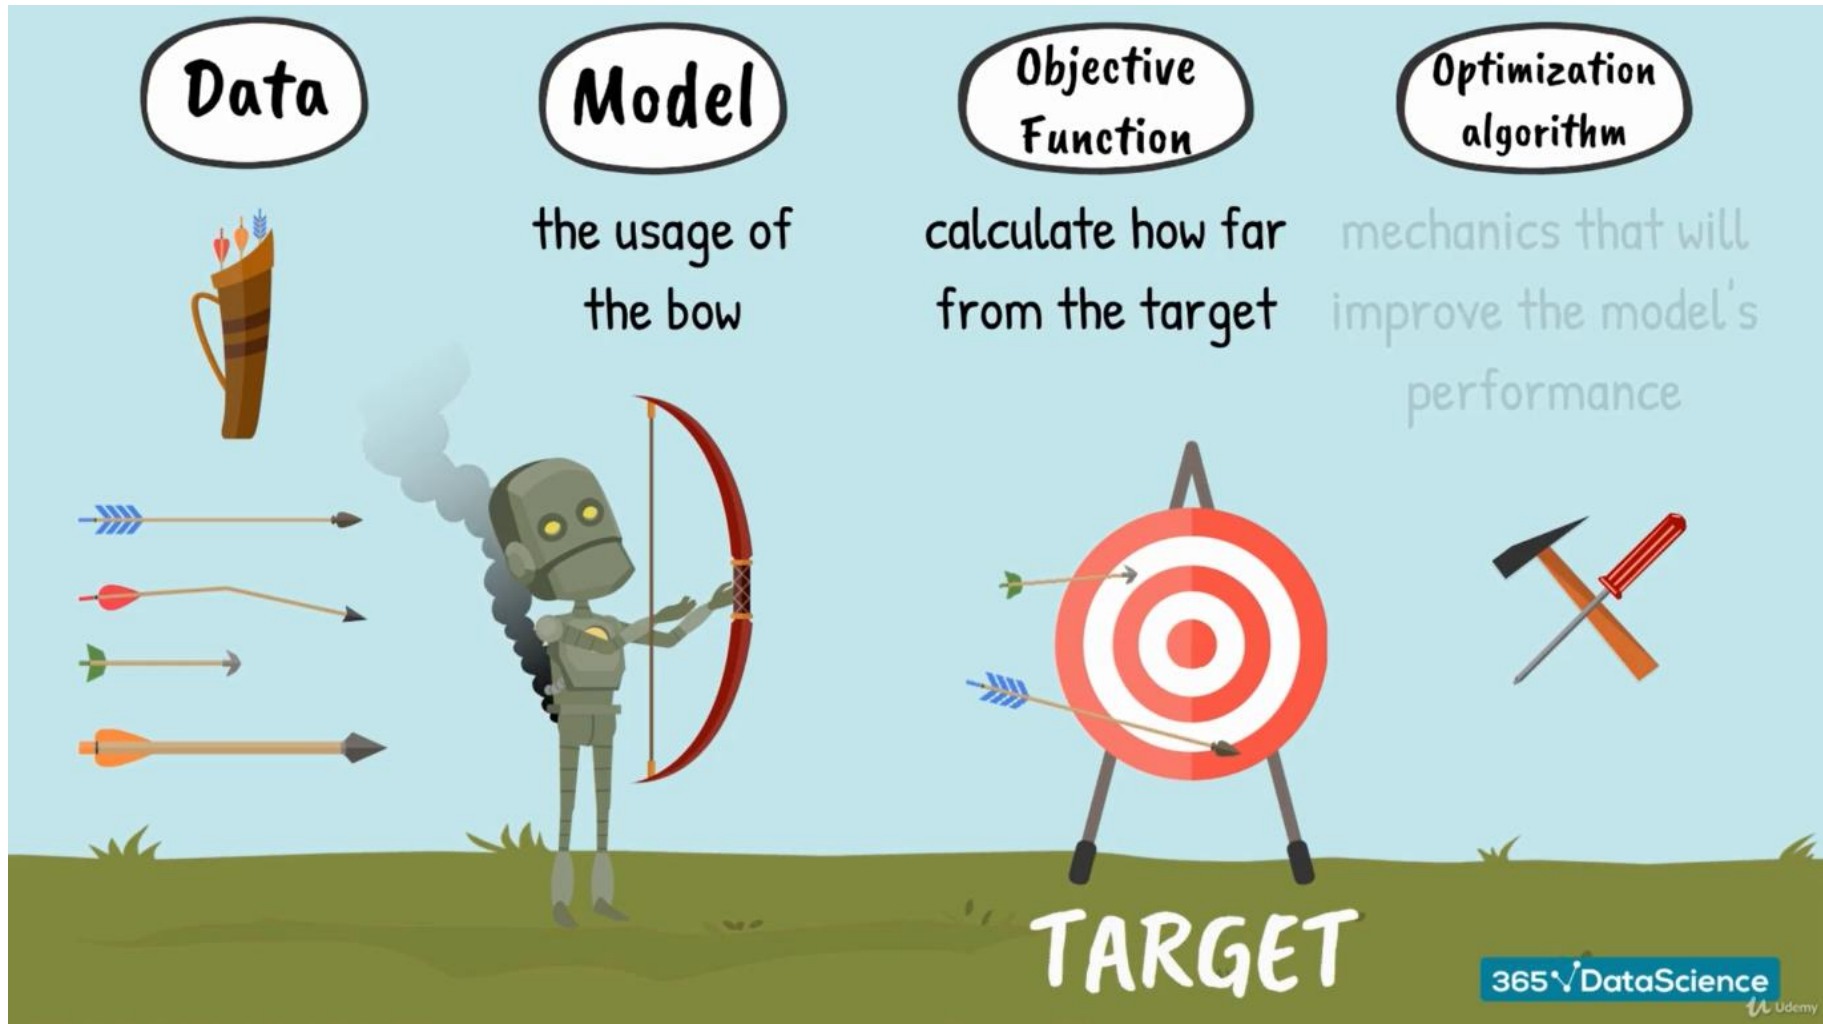 Data
Model
Objective
Function
Optimization
algorithm
the usage of
the bow
calculate how far
from the target
mechanics that will
improve the model's
performance
TARGET
365 DataScience
Udemy